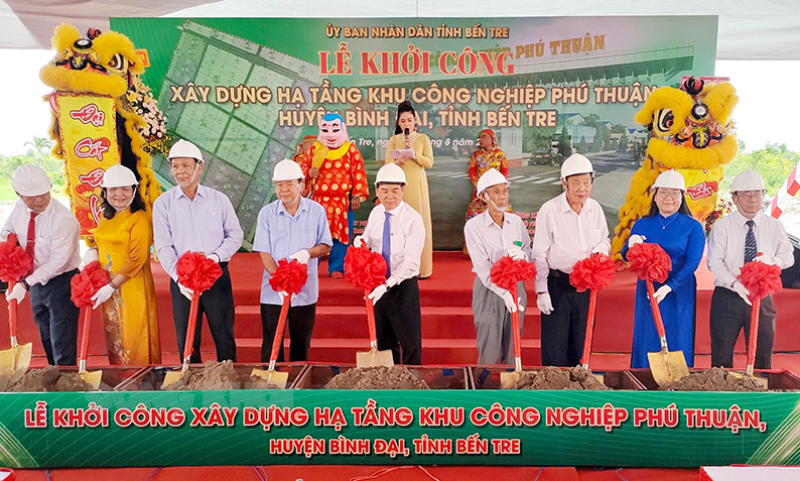 ỦY BAN NHÂN DÂN TỈNH BẾN TRE
LỄ KHỞI CÔNG
XÂY DỰNG HẠ TẦNG KHU CÔNG NGHIỆP PHÚ THUẬN
HUYỆN BÌNH ĐẠI, TỈNH BẾN TRE
PHÚ THUẬN
LỄ KHỞI CÔNG XÂY DỰNG HẠ TẦNG KHU CÔNG NGHIỆP PHÚ THUẬN,
HUYỆN BÌNH ĐẠI, TỈNH BẾN TRE